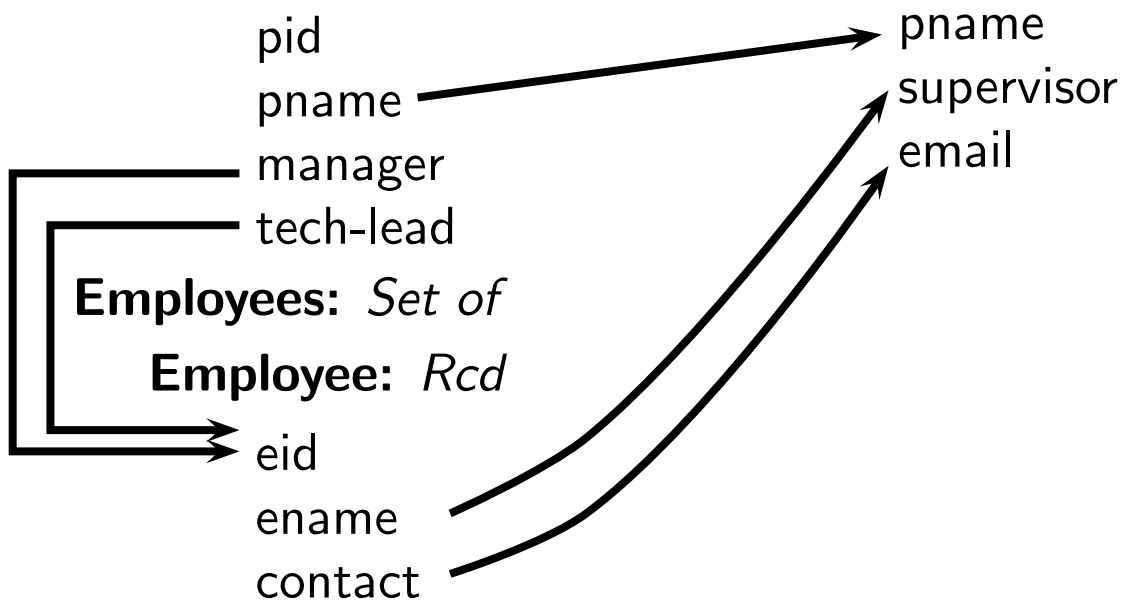 pid
pname
manager
tech-lead
Employees: Set of
Employee: Rcd
eid
ename
contact
pname
supervisor
email